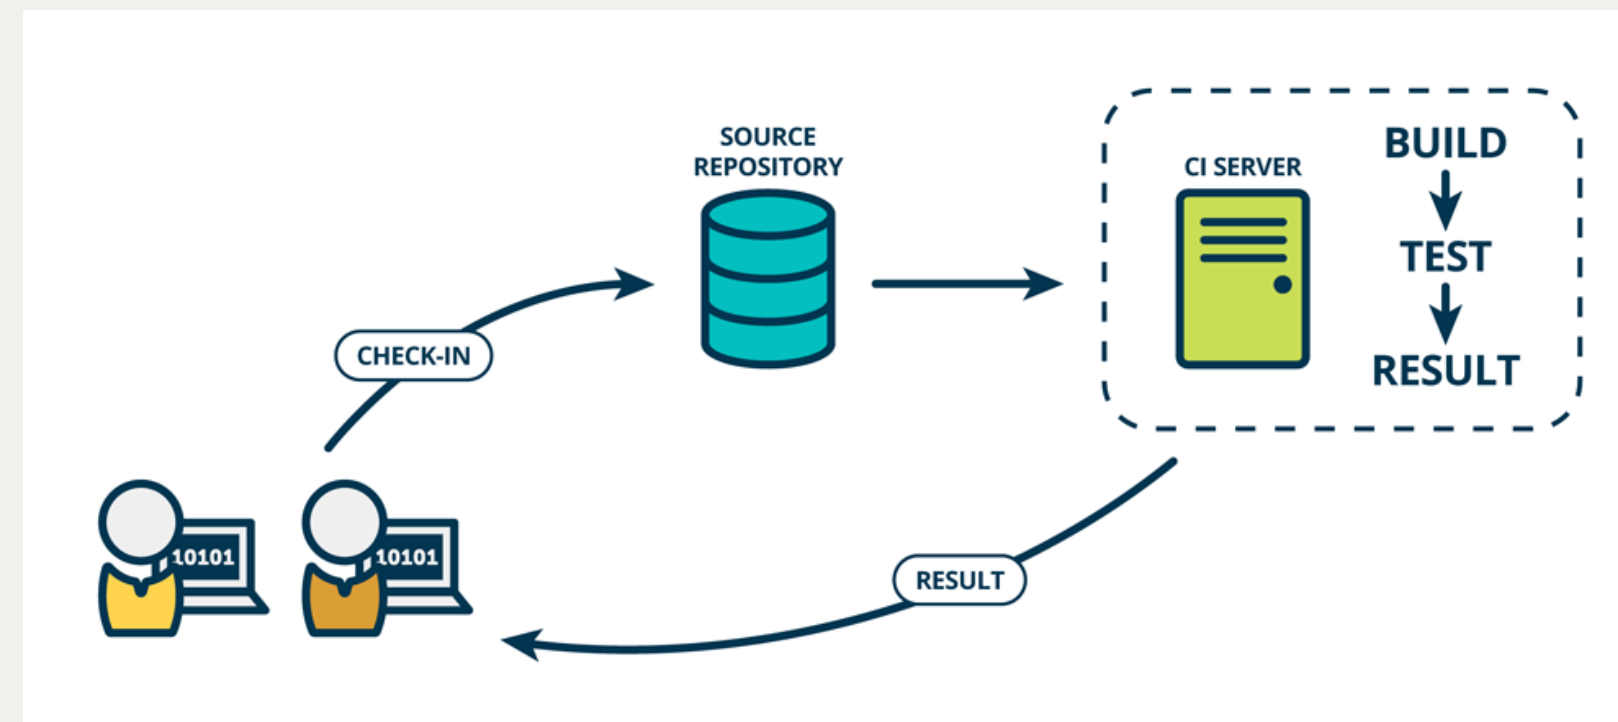 SOURCE
REPOSITORY
CI SERVER
BUILD
TEST
RESULT
CHECK-IN
10101
10101
RESULT